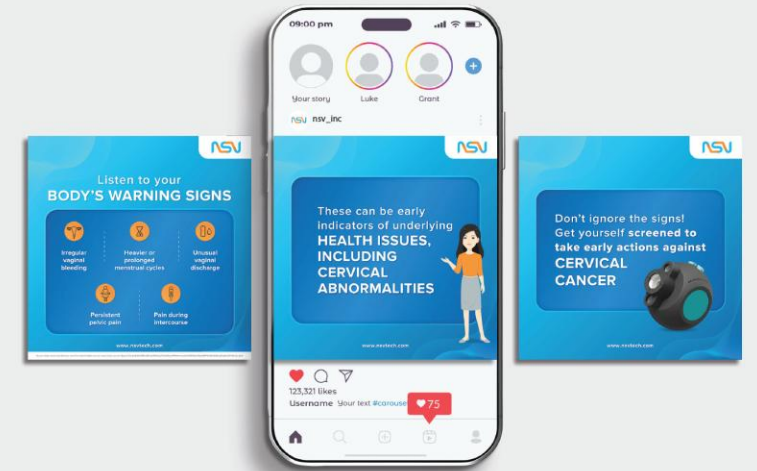 09:00 pm
Your story
Luke
Grant
nsv nsv_inc
NSV
Listen to your
BODY'S WARNING SIGNS
Irregular
vaginal
bleeding
Heavier or
prolonged
menstrual cycles
Unusual
vaginal
discharge
Persistent
pelvic pain
Pain during
intercourse
www.nsvtech.com
NSV
These can be early
indicators of underlying
HEALTH ISSUES,
INCLUDING
CERVICAL
ABNORMALITIES
www.nsvtech.com
NSV
Don't ignore the signs!
Get yourself screened to
take early actions against
CERVICAL
CANCER
www.nsvtech.com
123,321 likes
Username Your text #carouse
75